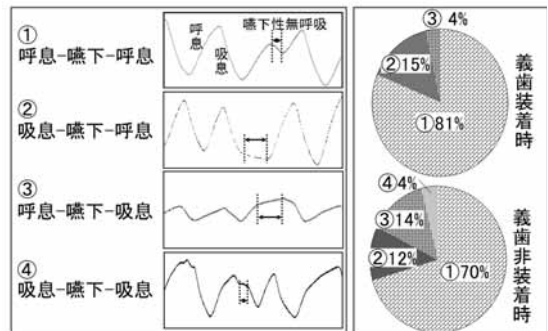 ①
呼息-嚥下-呼息
②
吸息-嚥下-呼息
③
呼息-嚥下-吸息
④
吸息-嚥下-吸息
呼息
吸息
嚥下性無呼吸
③ 4%
②15%
①81%
義歯装着時
④4%
③14%
②12%
①70%
義歯非装着時